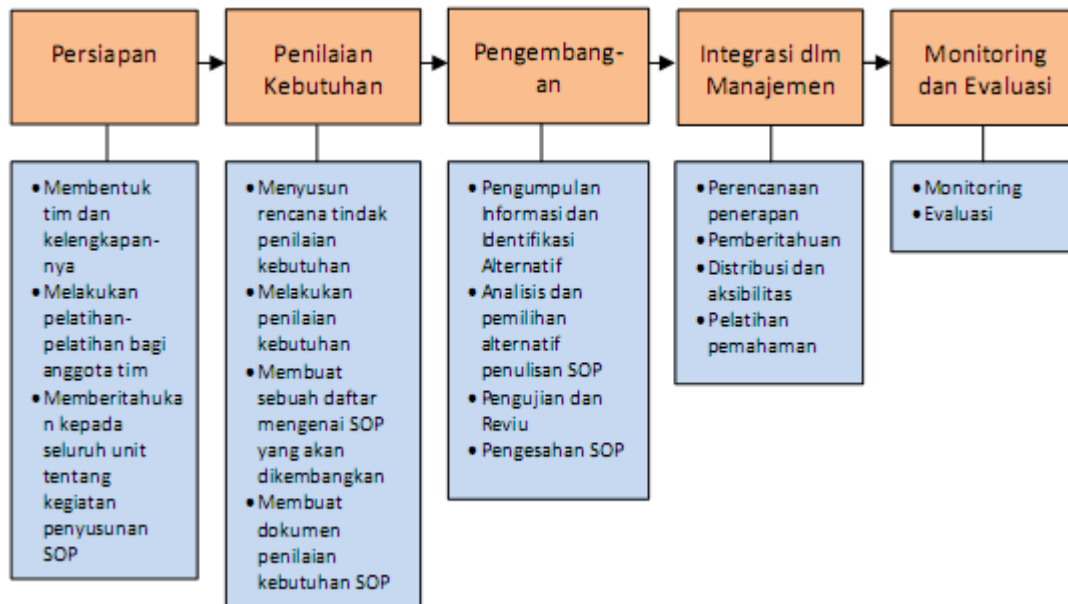 Persiapan
Penilaian
Kebutuhan
Pengembang-
an
Integrasi dlm
Manajemen
Monitoring
dan Evaluasi
• Membentuk
tim dan
kelengkapan-
nya
• Melakukan
pelatihan-
pelatihan bagi
anggota tim
• Memberitahuka
n kepada
seluruh unit
tentang
kegiatan
penyusunan
SOP
• Menyusun
rencana tindak
penilaian
kebutuhan
• Melakukan
penilaian
kebutuhan
• Membuat
sebuah daftar
mengenai SOP
yang akan
dikembangkan
• Membuat
dokumen
penilaian
kebutuhan SOP
• Pengumpulan
Informasi dan
Identifikasi
Alternatif
• Analisis dan
pemilihan
alternatif
penulisan SOP
• Pengujian dan
Reviu
• Pengesahan SOP
• Perencanaan
penerapan
• Pemberitahuan
• Distribusi dan
aksibilitas
• Pelatihan
pemahaman
• Monitoring
• Evaluasi